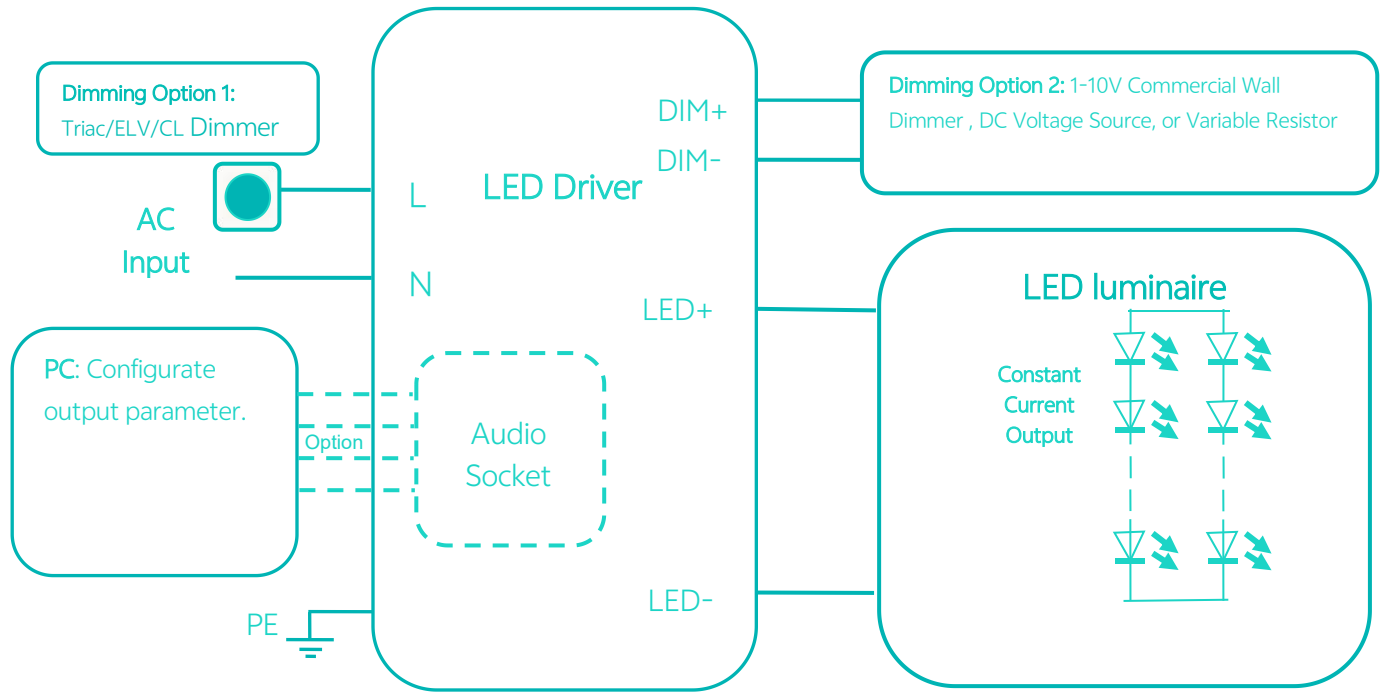 Dimming Option 1:
Triac/ELV/CL Dimmer
AC
Input
L
N
LED Driver
DIM+
DIM-
Dimming Option 2: 1-10V Commercial Wall
Dimmer , DC Voltage Source, or Variable Resistor
PC: Configurate
output parameter.
Option
Audio
Socket
PE
LED+
LED-
LED luminaire
Constant
Current
Output